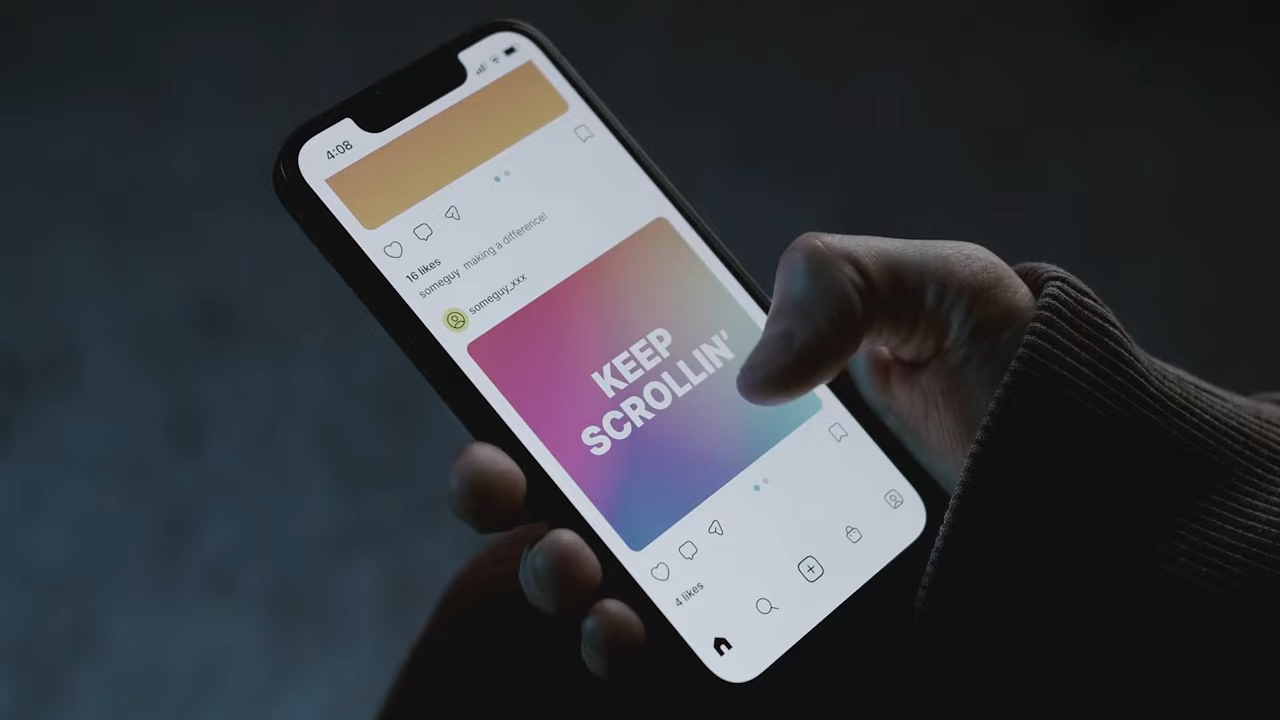 4:08
16 likes
someguy making a difference!
someguy_xxx
KEEP
SCROLLIN'
4 likes